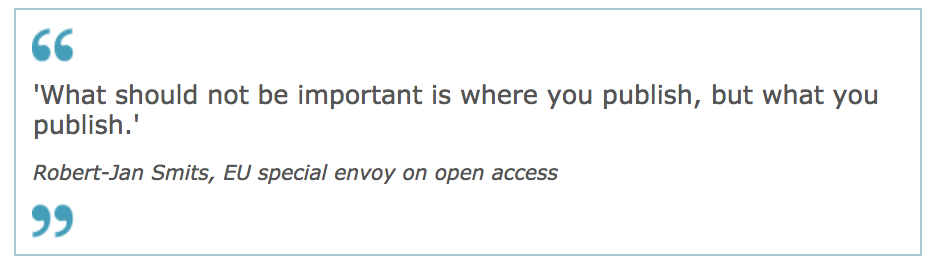 “
'What should not be important is where you publish, but what you
publish.'
Robert-Jan Smits, EU special envoy on open access
”